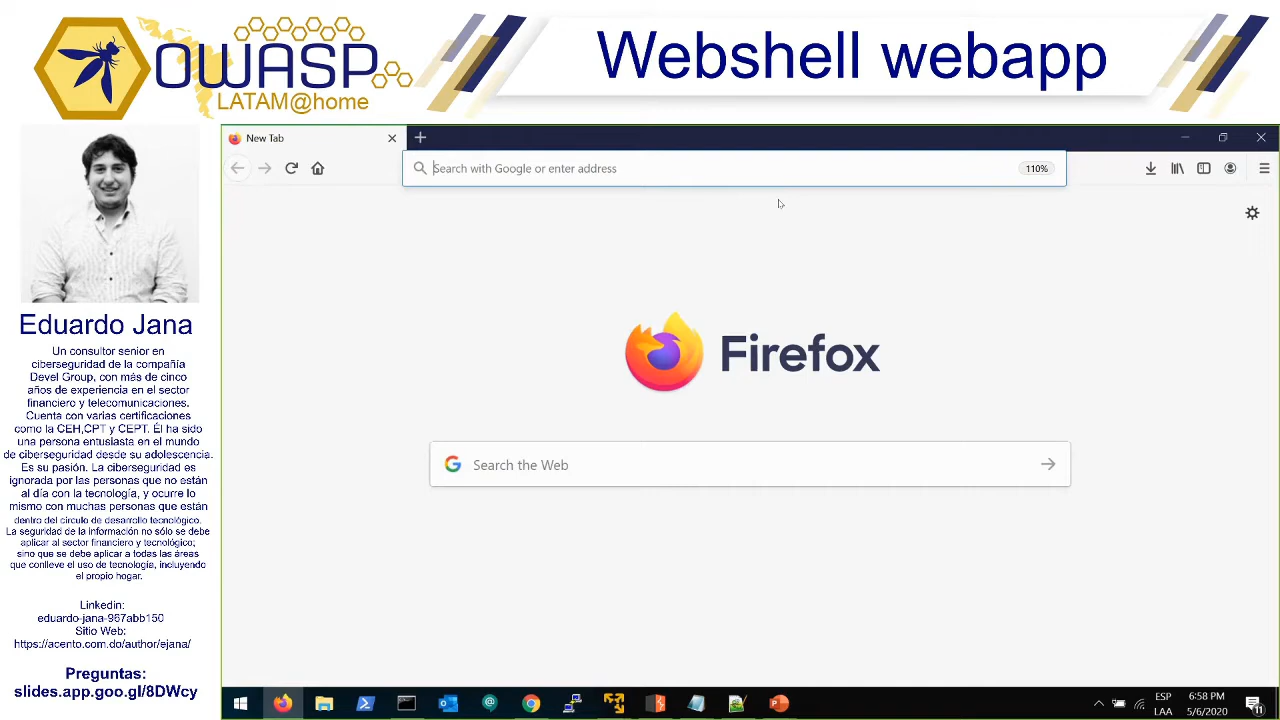 OWASP
LATAM@home
Webshell webapp
New Tab
Search with Google or enter address
110%
Firefox
Search the Web
Eduardo Jana
Un consultor senior en
ciberseguridad de la compañía
Devel Group, con más de cinco
años de experiencia en el sector
financiero y telecomunicaciones.
Cuenta con varias certificaciones
como la CEH,CPT y CEPT. Él ha sido
una persona entusiasta en el mundo
de ciberseguridad desde su adolescencia.
Es su pasión. La ciberseguridad es
ignorada por las personas que no están
al día con la tecnología, y ocurre lo
mismo con muchas personas que están
dentro del circulo de desarrollo tecnológico.
La seguridad de la información no sólo se debe
aplicar al sector financiero y tecnológico;
sino que se debe aplicar a todas las áreas
que conlleve el uso de tecnología, incluyendo
el propio hogar.
Linkedin:
eduardo-jana-967abb150
Sitio Web:
https://acento.com.do/author/ejana/
Preguntas:
slides.app.goo.gl/8DWcy
ESP
LAA
6:58 PM
5/6/2020
11